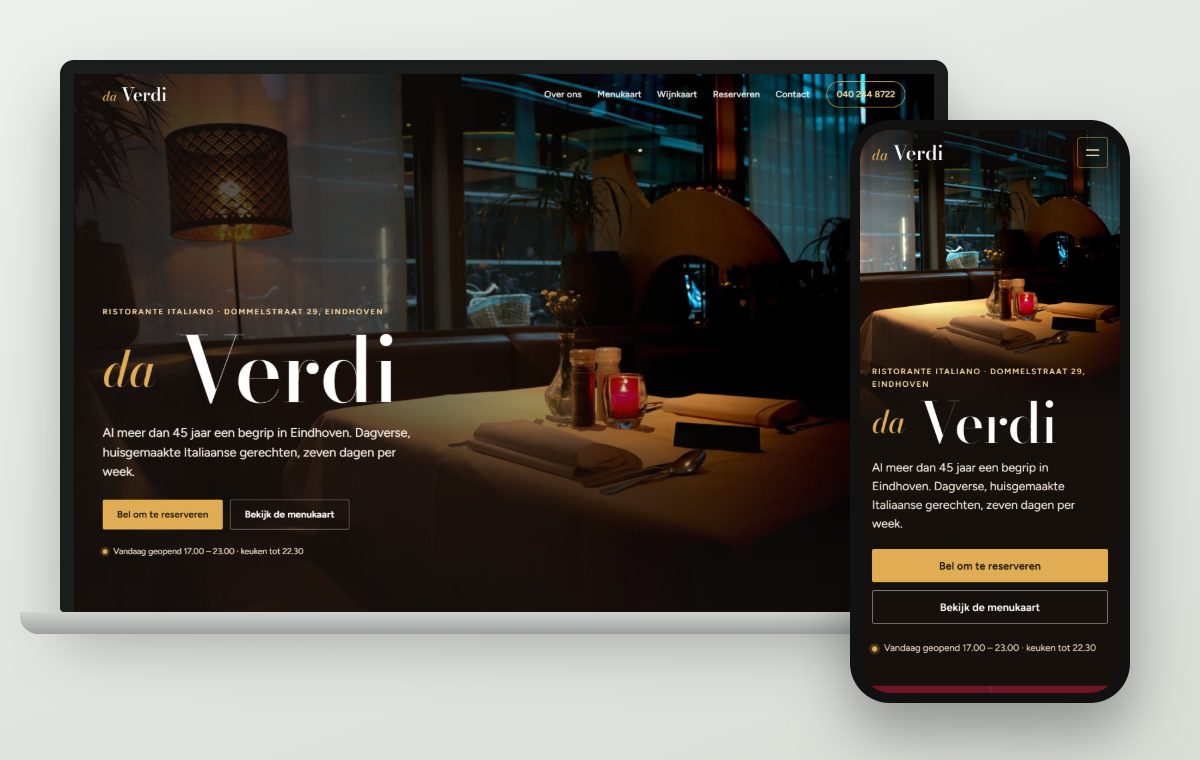 da Verdi
Over ons Menukaart Wijnkaart Reserveren Contact 040 244 8722
RISTORANTE ITALIANO · DOMMELSTRAAT 29, EINDHOVEN
da Verdi
Al meer dan 45 jaar een begrip in Eindhoven. Dagverse,
huisgemaakte Italiaanse gerechten, zeven dagen per
week.
Bel om te reserveren Bekijk de menukaart
Vandaag geopend 17.00 – 23.00 · keuken tot 22.30
da Verdi
RISTORANTE ITALIANO · DOMMELSTRAAT 29,
EINDHOVEN
da Verdi
Al meer dan 45 jaar een begrip in
Eindhoven. Dagverse, huisgemaakte
Italiaanse gerechten, zeven dagen per
week.
Bel om te reserveren
Bekijk de menukaart
Vandaag geopend 17.00 – 23.00 · keuken tot 22.30